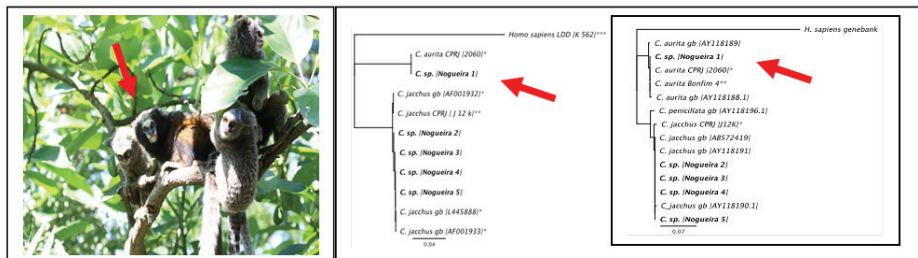 Homo sapiens LDD |K 562|***
C. aurita CPRJ |2060|*
C. sp. |Nogueira 1|
C. jacchus gb |AF001932|*
C. jacchus CPRJ | J 12 k|**
C. sp. |Nogueira 2|
C. sp. |Nogueira 3|
C. sp. |Nogueira 4|
C. sp. |Nogueira 5|
C. jacchus gb |L445888|*
C. jacchus gb |AF001933|*
0.04
H. sapiens genebank
C. aurita gb |AY118189|
C. sp. |Nogueira 1|
C. aurita CPRJ |2060|*
C. aurita Bonfim 4**
C. aurita gb |AY118188.1|
C. penicillata gb |AY118196.1|
C. jacchus CPRJ |J12K|*
C. jacchus gb |AB572419|
C. jacchus gb |AY118191|
C. sp. |Nogueira 2|
C. sp. |Nogueira 3|
C. sp. |Nogueira 4|
C_jacchus gb |AY118190.1|
C. sp. |Nogueira 5|
0.07